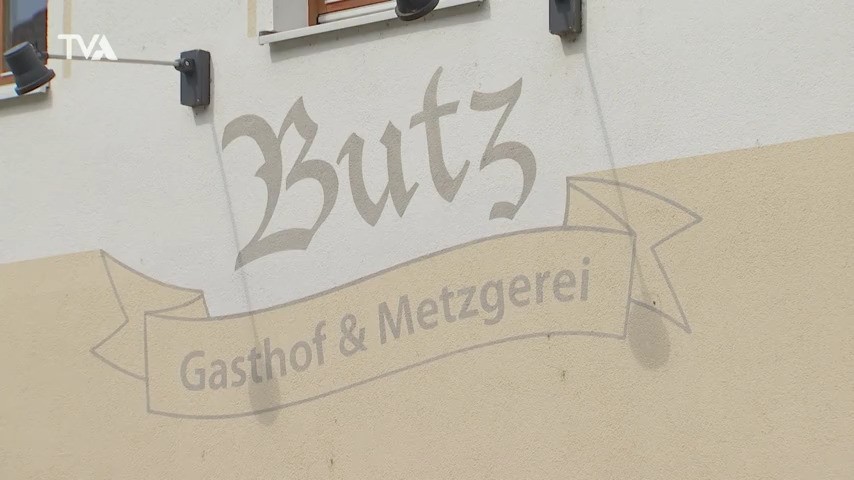 TVA
Butz
Gasthof & Metzgerei